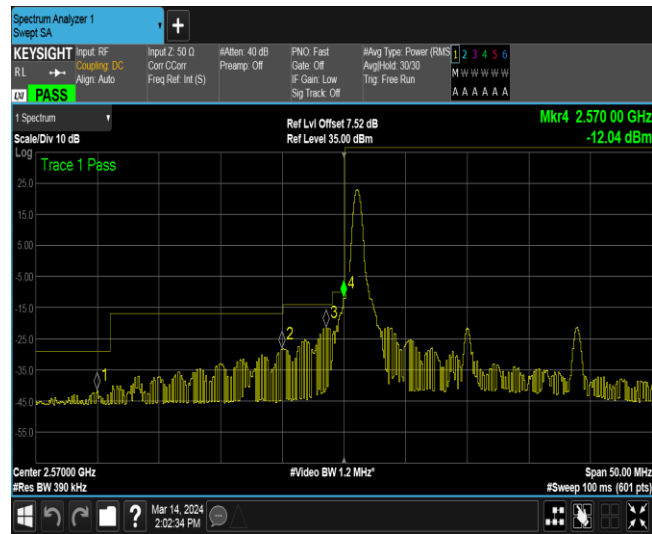 Spectrum Analyzer 1
Swept SA
+
KEYSIGHT
RL
LXI PASS
Input: RF
Coupling: DC
Align: Auto
Input Z: 50 Ω
Corr CCorr
Freq Ref: Int (S)
#Atten: 40 dB
Preamp: Off
PNO: Fast
Gate: Off
IF Gain: Low
Sig Track: Off
#Avg Type: Power (RMS
Avg|Hold: 30/30
Trig: Free Run
1 2 3 4 5 6
M W W W W W
A A A A A A
1 Spectrum
Scale/Div 10 dB
Ref Lvl Offset 7.52 dB
Ref Level 35.00 dBm
Mkr4 2.570 00 GHz
-12.04 dBm
Log
Trace 1 Pass
25.0
15.0
5.00
-5.00
-15.0
-25.0
-35.0
-45.0
-55.0
1
2
3
4
Center 2.57000 GHz
#Res BW 390 kHz
#Video BW 1.2 MHz*
Span 50.00 MHz
#Sweep 100 ms (601 pts)
?
Mar 14, 2024
2:02:34 PM